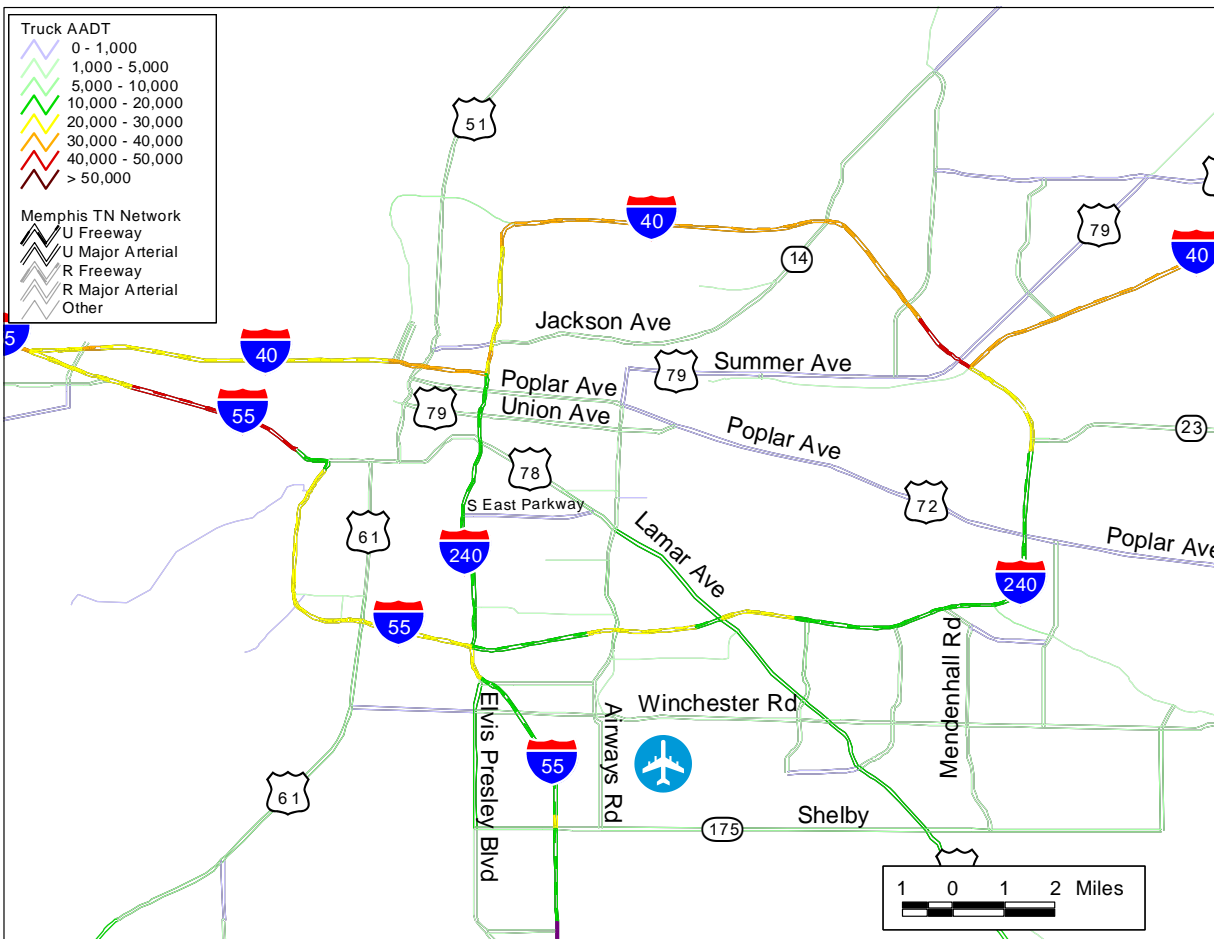 Truck AADT
0 - 1,000
1,000 - 5,000
5,000 - 10,000
10,000 - 20,000
20,000 - 30,000
30,000 - 40,000
40,000 - 50,000
> 50,000
Memphis TN Network
U Freeway
U Major Arterial
R Freeway
R Major Arterial
Other
51
40
79
14
40
5
40
Jackson Ave
79
Summer Ave
Poplar Ave
55
79
Union Ave
Poplar Ave
23
78
72
S East Parkway
61
Lamar Ave
Poplar Ave
240
240
55
Mendenhall Rd
Elvis Presley Blvd
Airways Rd
Winchester Rd
55
61
175
Shelby
1 0 1 2 Miles